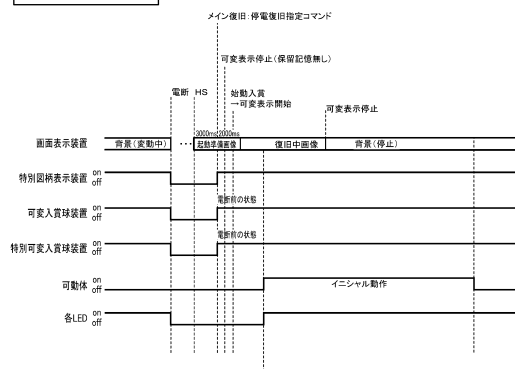 メイン復旧:停電復旧指定コマンド
可変表示停止(保留記憶無し)
電断 HS
始動入賞
→可変表示開始
可変表示停止
3000ms 2000ms
画面表示装置 背景(変動中) … 起動準備画像 復旧中画像 背景(停止)
特別図柄表示装置 on
off
電断前の状態
可変入賞球装置 on
off
電断前の状態
特別可変入賞球装置 on
off
可動体 on
off
イニシャル動作
各LED on
off